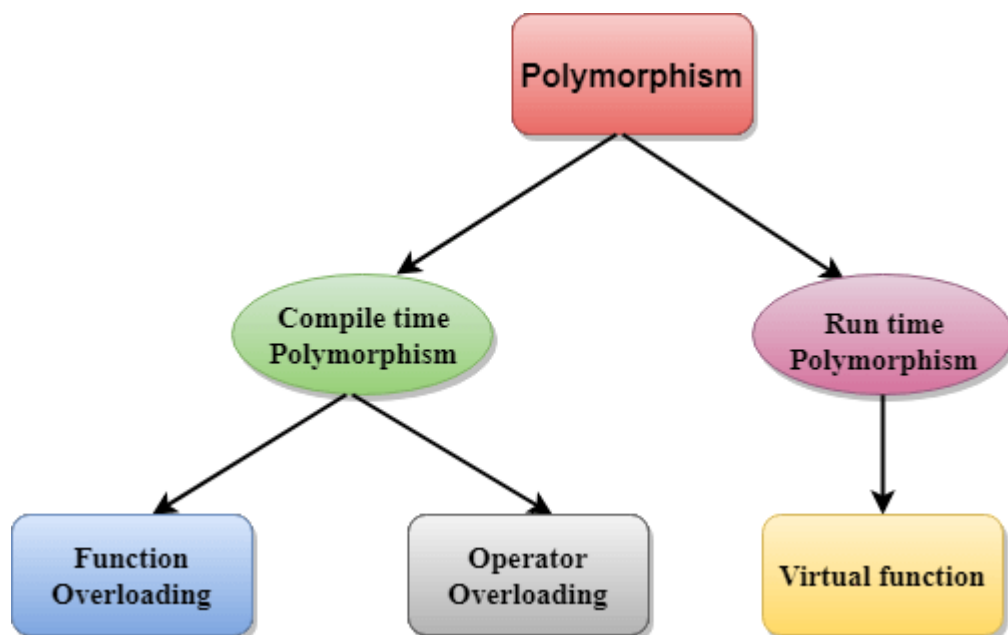 Polymorphism
Compile time
Polymorphism
Run time
Polymorphism
Function
Overloading
Operator
Overloading
Virtual function